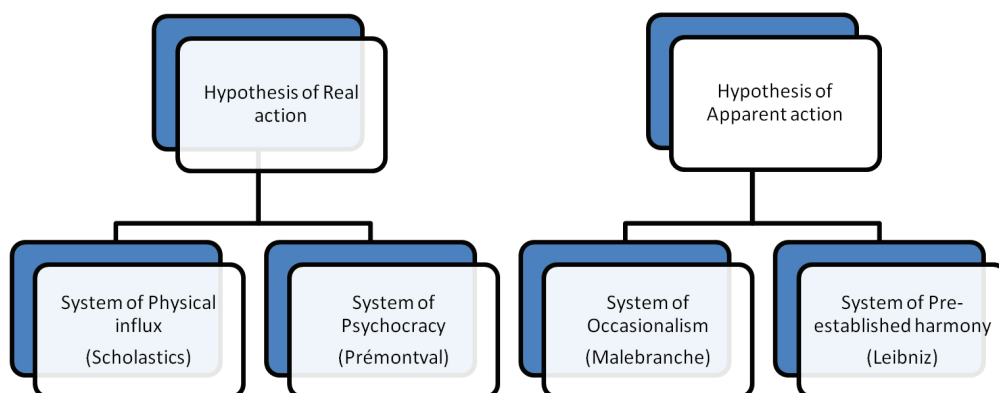 Hypothesis of Real
action
Hypothesis of
Apparent action
System of Physical
influx
(Scholastics)
System of
Psychocracy
(Prémontval)
System of
Occasionalism
(Malebranche)
System of Pre-
established harmony
(Leibniz)